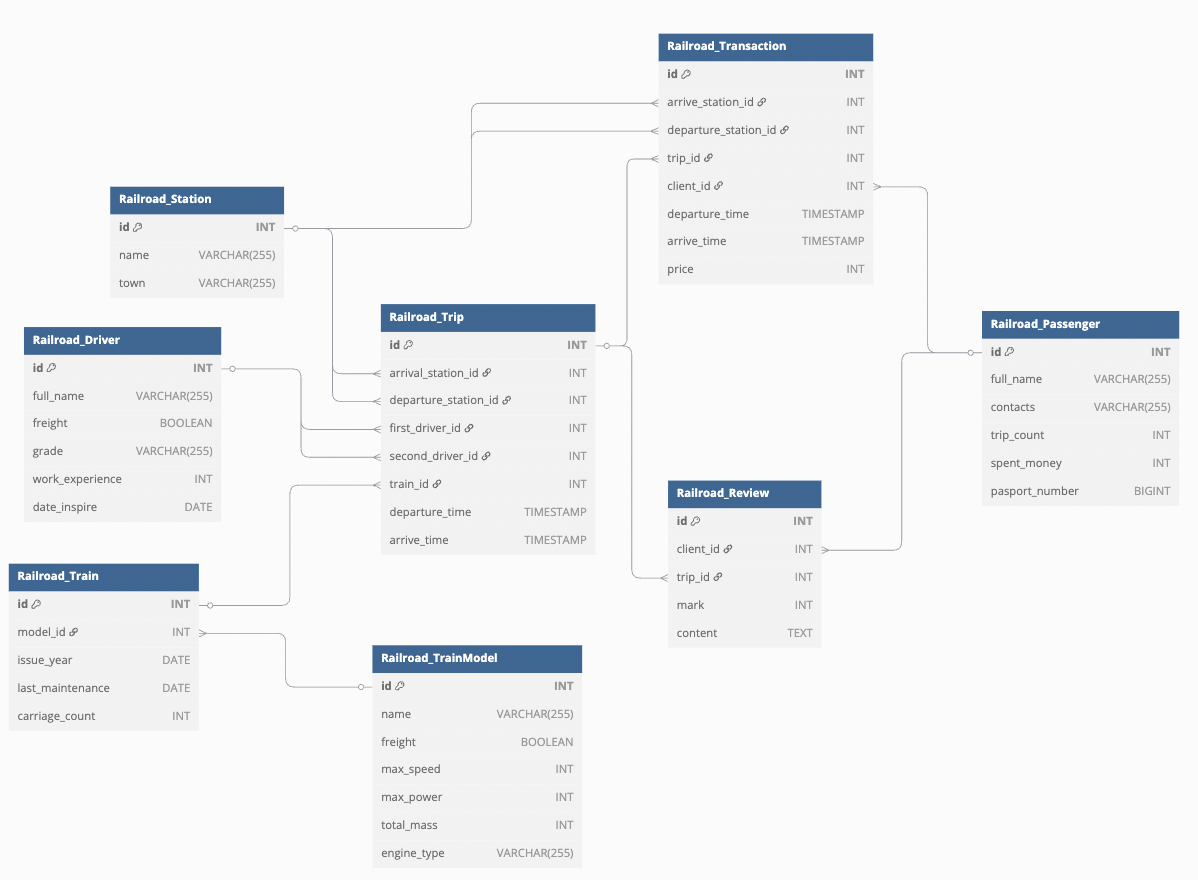 Railroad_Transaction
id INT
arrive_station_id INT
departure_station_id INT
trip_id INT
client_id INT
departure_time TIMESTAMP
arrive_time TIMESTAMP
price INT
Railroad_Station
id INT
name VARCHAR(255)
town VARCHAR(255)
Railroad_Trip
id INT
arrival_station_id INT
departure_station_id INT
first_driver_id INT
second_driver_id INT
train_id INT
departure_time TIMESTAMP
arrive_time TIMESTAMP
Railroad_Passenger
id INT
full_name VARCHAR(255)
contacts VARCHAR(255)
trip_count INT
spent_money INT
pasport_number BIGINT
Railroad_Driver
id INT
full_name VARCHAR(255)
freight BOOLEAN
grade VARCHAR(255)
work_experience INT
date_inspire DATE
Railroad_Review
id INT
client_id INT
trip_id INT
mark INT
content TEXT
Railroad_Train
id INT
model_id INT
issue_year DATE
last_maintenance DATE
carriage_count INT
Railroad_TrainModel
id INT
name VARCHAR(255)
freight BOOLEAN
max_speed INT
max_power INT
total_mass INT
engine_type VARCHAR(255)